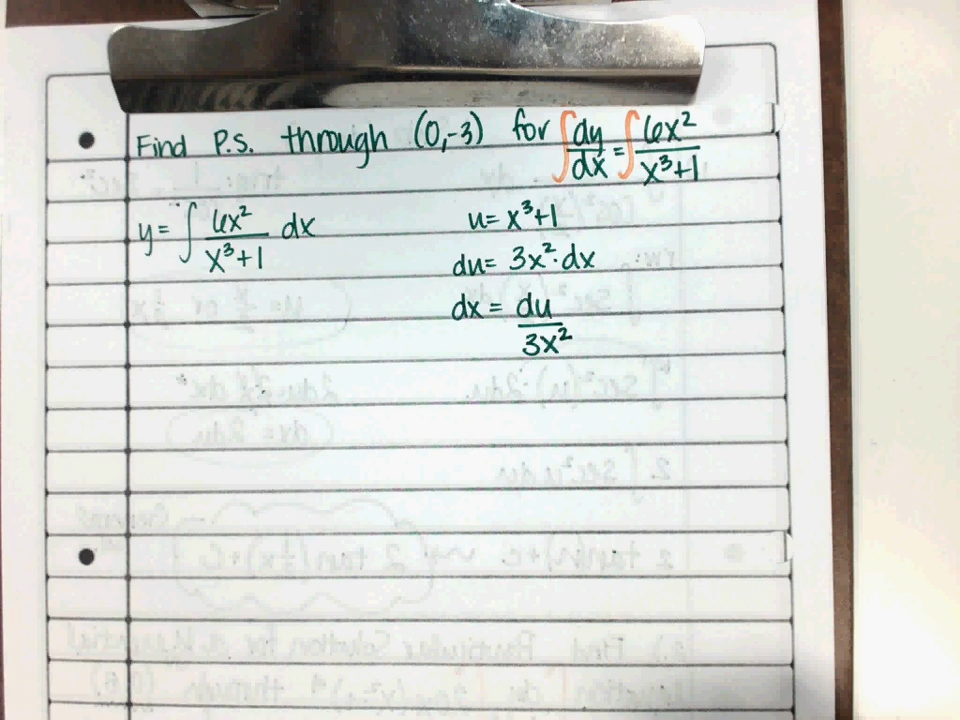 Find P.S. through (0,-3) for ∫dy/dx = ∫6x²/x³+1
y= ∫ 6x²/x³+1 dx
u= x³+1
du= 3x²·dx
dx = du/3x²